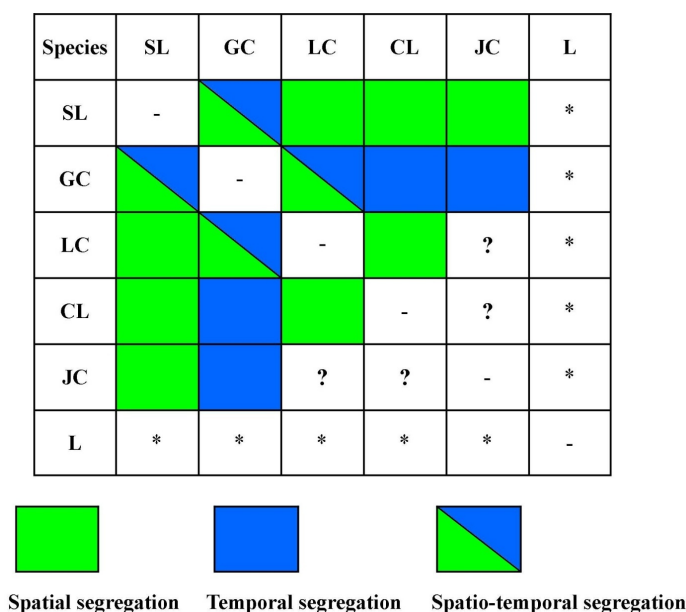 Species SL GC LC CL JC L
SL - *
GC - *
LC - ? *
CL - ? *
JC ? ? - *
L * * * * * -
Spatial segregation Temporal segregation Spatio-temporal segregation